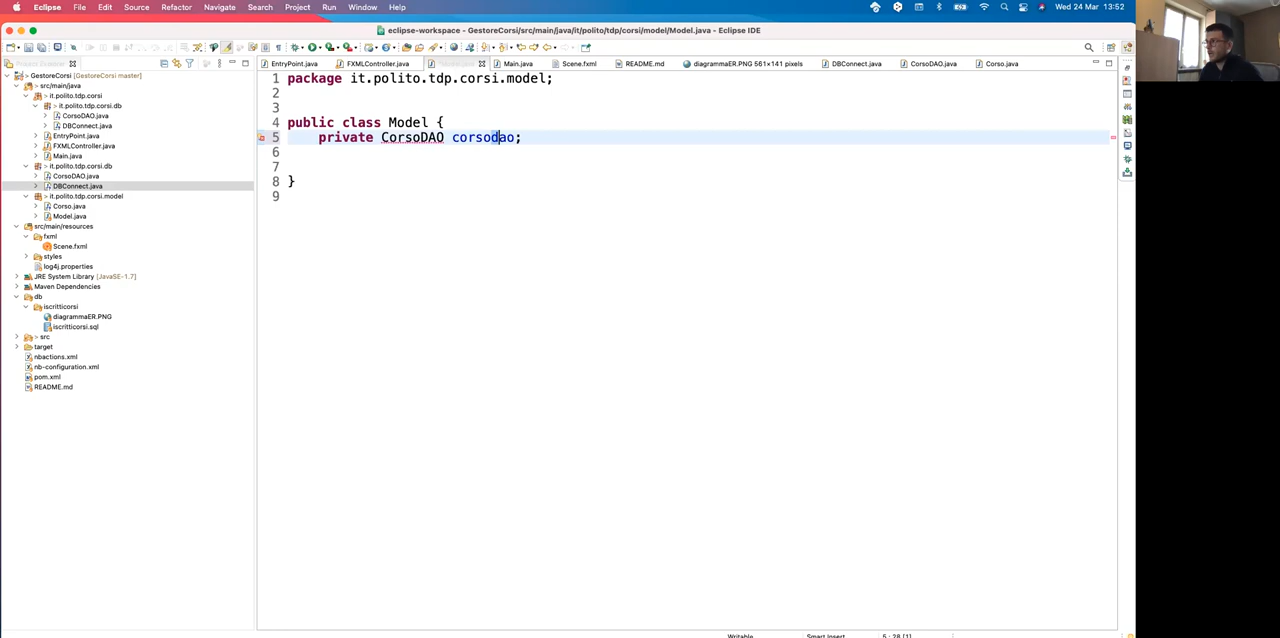 Eclipse File Edit Source Refactor Navigate Search Project Run Window Help Wed 24 Mar 13:52
eclipse-workspace - GestoreCorsi/src/main/java/it/polito/tdp/corsi/model/Model.java - Eclipse IDE
EntryPoint.java FXMLController.java Main.java Scene.fxml README.md diagrammaER.PNG 561×141 pixels DBConnect.java CorsoDAO.java Corso.java
GestoreCorsi [GestoreCorsi master]
src/main/java
it.polito.tdp.corsi
it.polito.tdp.corsi.db
CorsoDAO.java
DBConnect.java
EntryPoint.java
FXMLController.java
Main.java
it.polito.tdp.corsi.db
CorsoDAO.java
DBConnect.java
it.polito.tdp.corsi.model
Corso.java
Model.java
src/main/resources
fxml
Scene.fxml
styles
log4j.properties
JRE System Library [JavaSE-1.7]
Maven Dependencies
db
iscritticorsi
diagrammaER.PNG
iscritticorsi.sql
src
target
nbactions.xml
nb-configuration.xml
pom.xml
README.md
1 package it.polito.tdp.corsi.model;
2
3
4 public class Model {
5 private CorsoDAO corsodao;
6
7
8 }
9
Writable Smart Insert 5 : 28 [1]